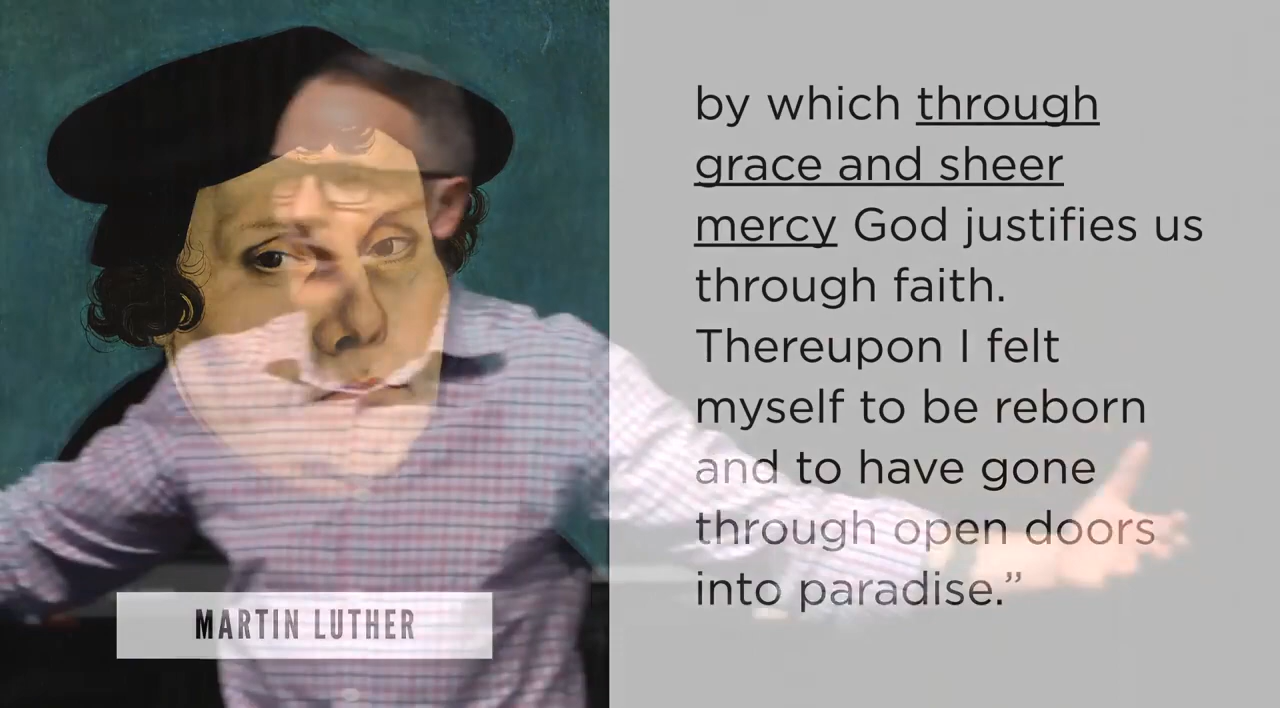 by which through
grace and sheer
mercy God justifies us
through faith.
Thereupon I felt
myself to be reborn
and to have gone
through open doors
into paradise.”
MARTIN LUTHER